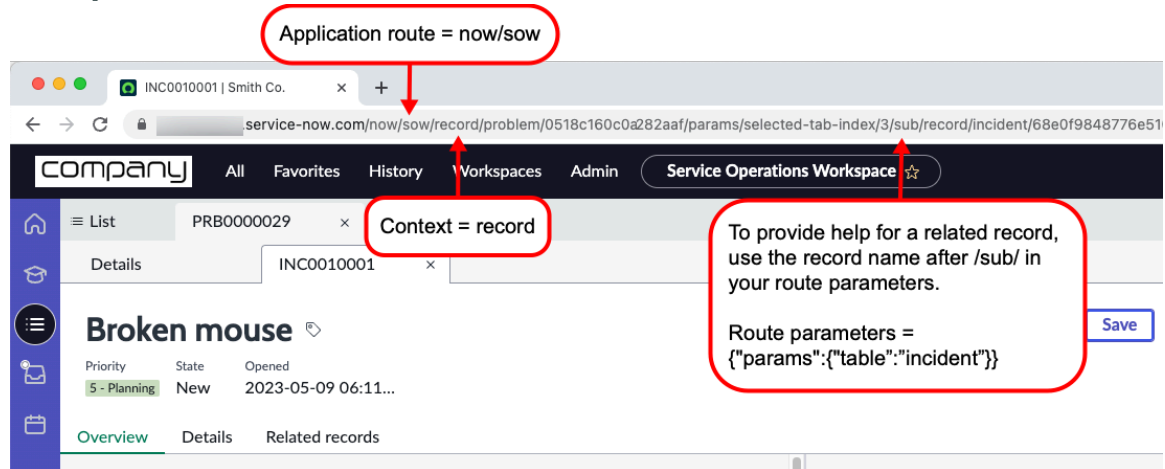 Application route = now/sow
INC0010001 | Smith Co.
.service-now.com/now/sow/record/problem/0518c160c0a282aaf/params/selected-tab-index/3/sub/record/incident/68e0f9848776e51
company All Favorites History Workspaces Admin Service Operations Workspace
List PRB0000029
Context = record
Details INC0010001
To provide help for a related record,
use the record name after /sub/ in
your route parameters.
Route parameters =
{"params":{"table":”incident”}}
Broken mouse
Save
Priority State Opened
5 - Planning New 2023-05-09 06:11...
Overview Details Related records